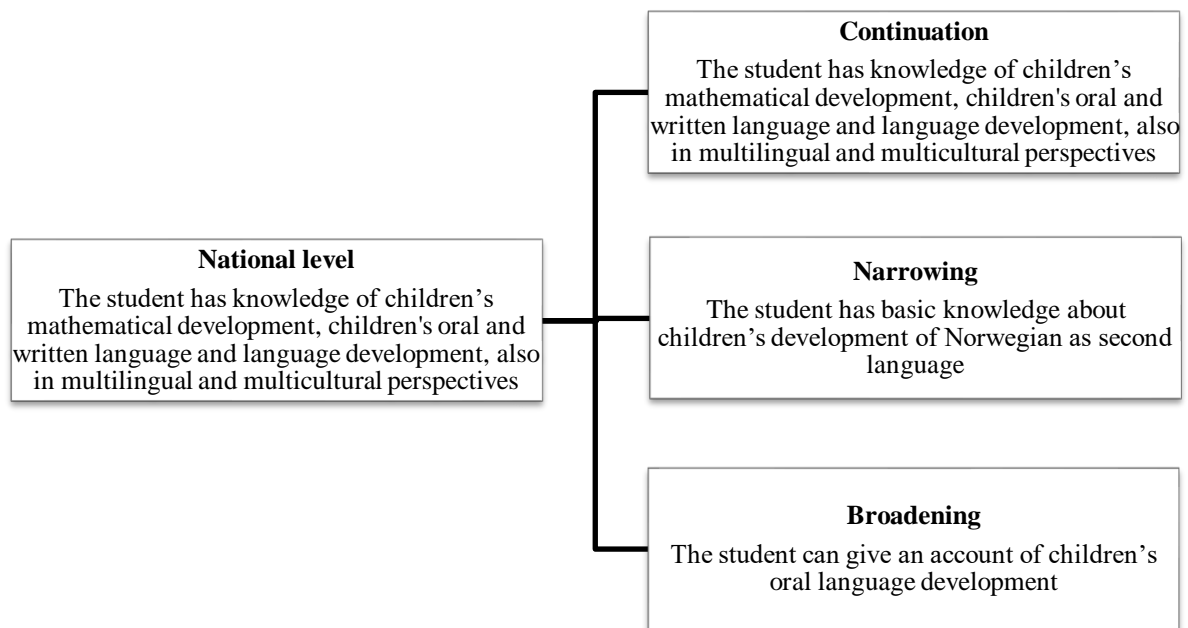 Continuation
The student has knowledge of children’s
mathematical development, children's oral and
written language and language development, also
in multilingual and multicultural perspectives
National level
The student has knowledge of children’s
mathematical development, children's oral and
written language and language development, also
in multilingual and multicultural perspectives
Narrowing
The student has basic knowledge about
children’s development of Norwegian as second
language
Broadening
The student can give an account of children’s
oral language development